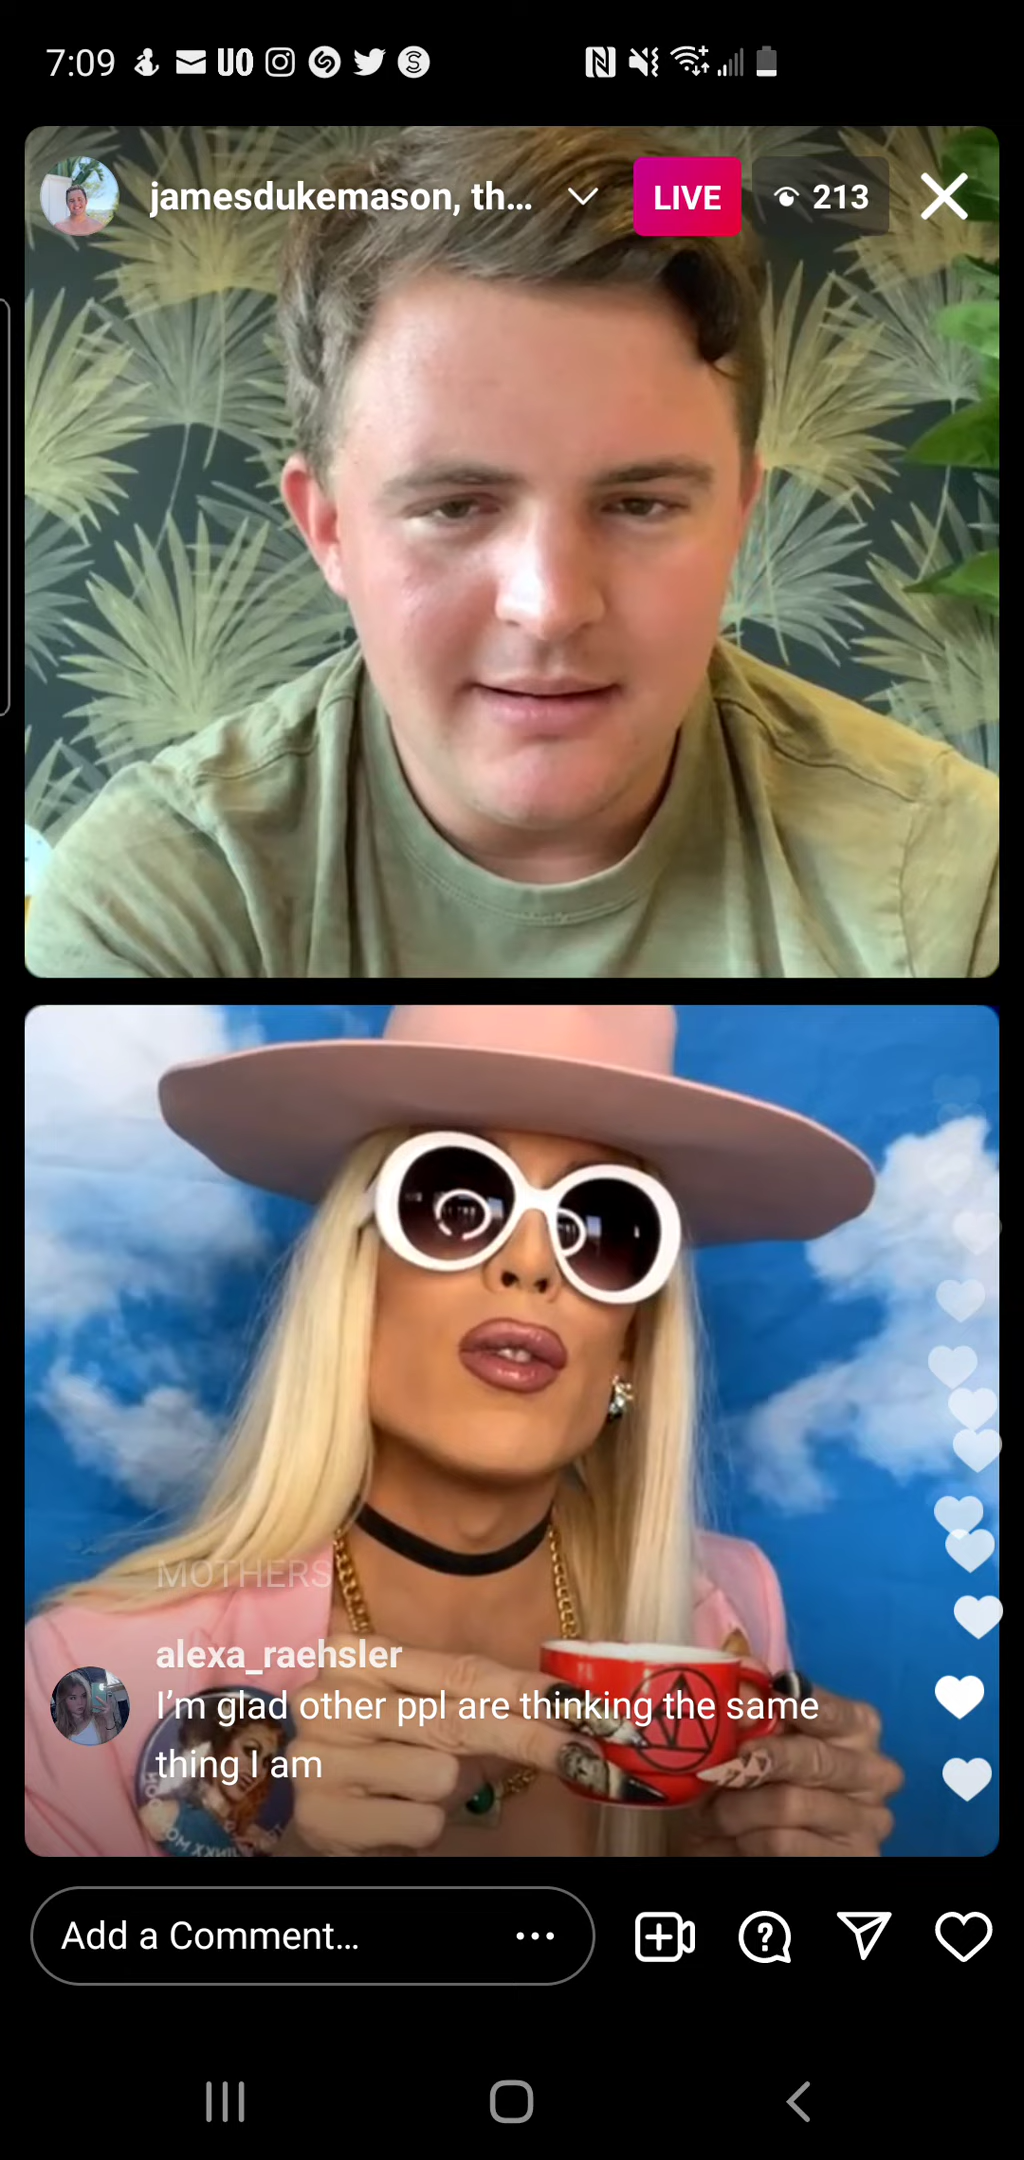 7:09
UO
jamesdukemason, th...
LIVE
213
MOTHERS
alexa_raehsler
I'm glad other ppl are thinking the same
thing I am
Add a Comment...